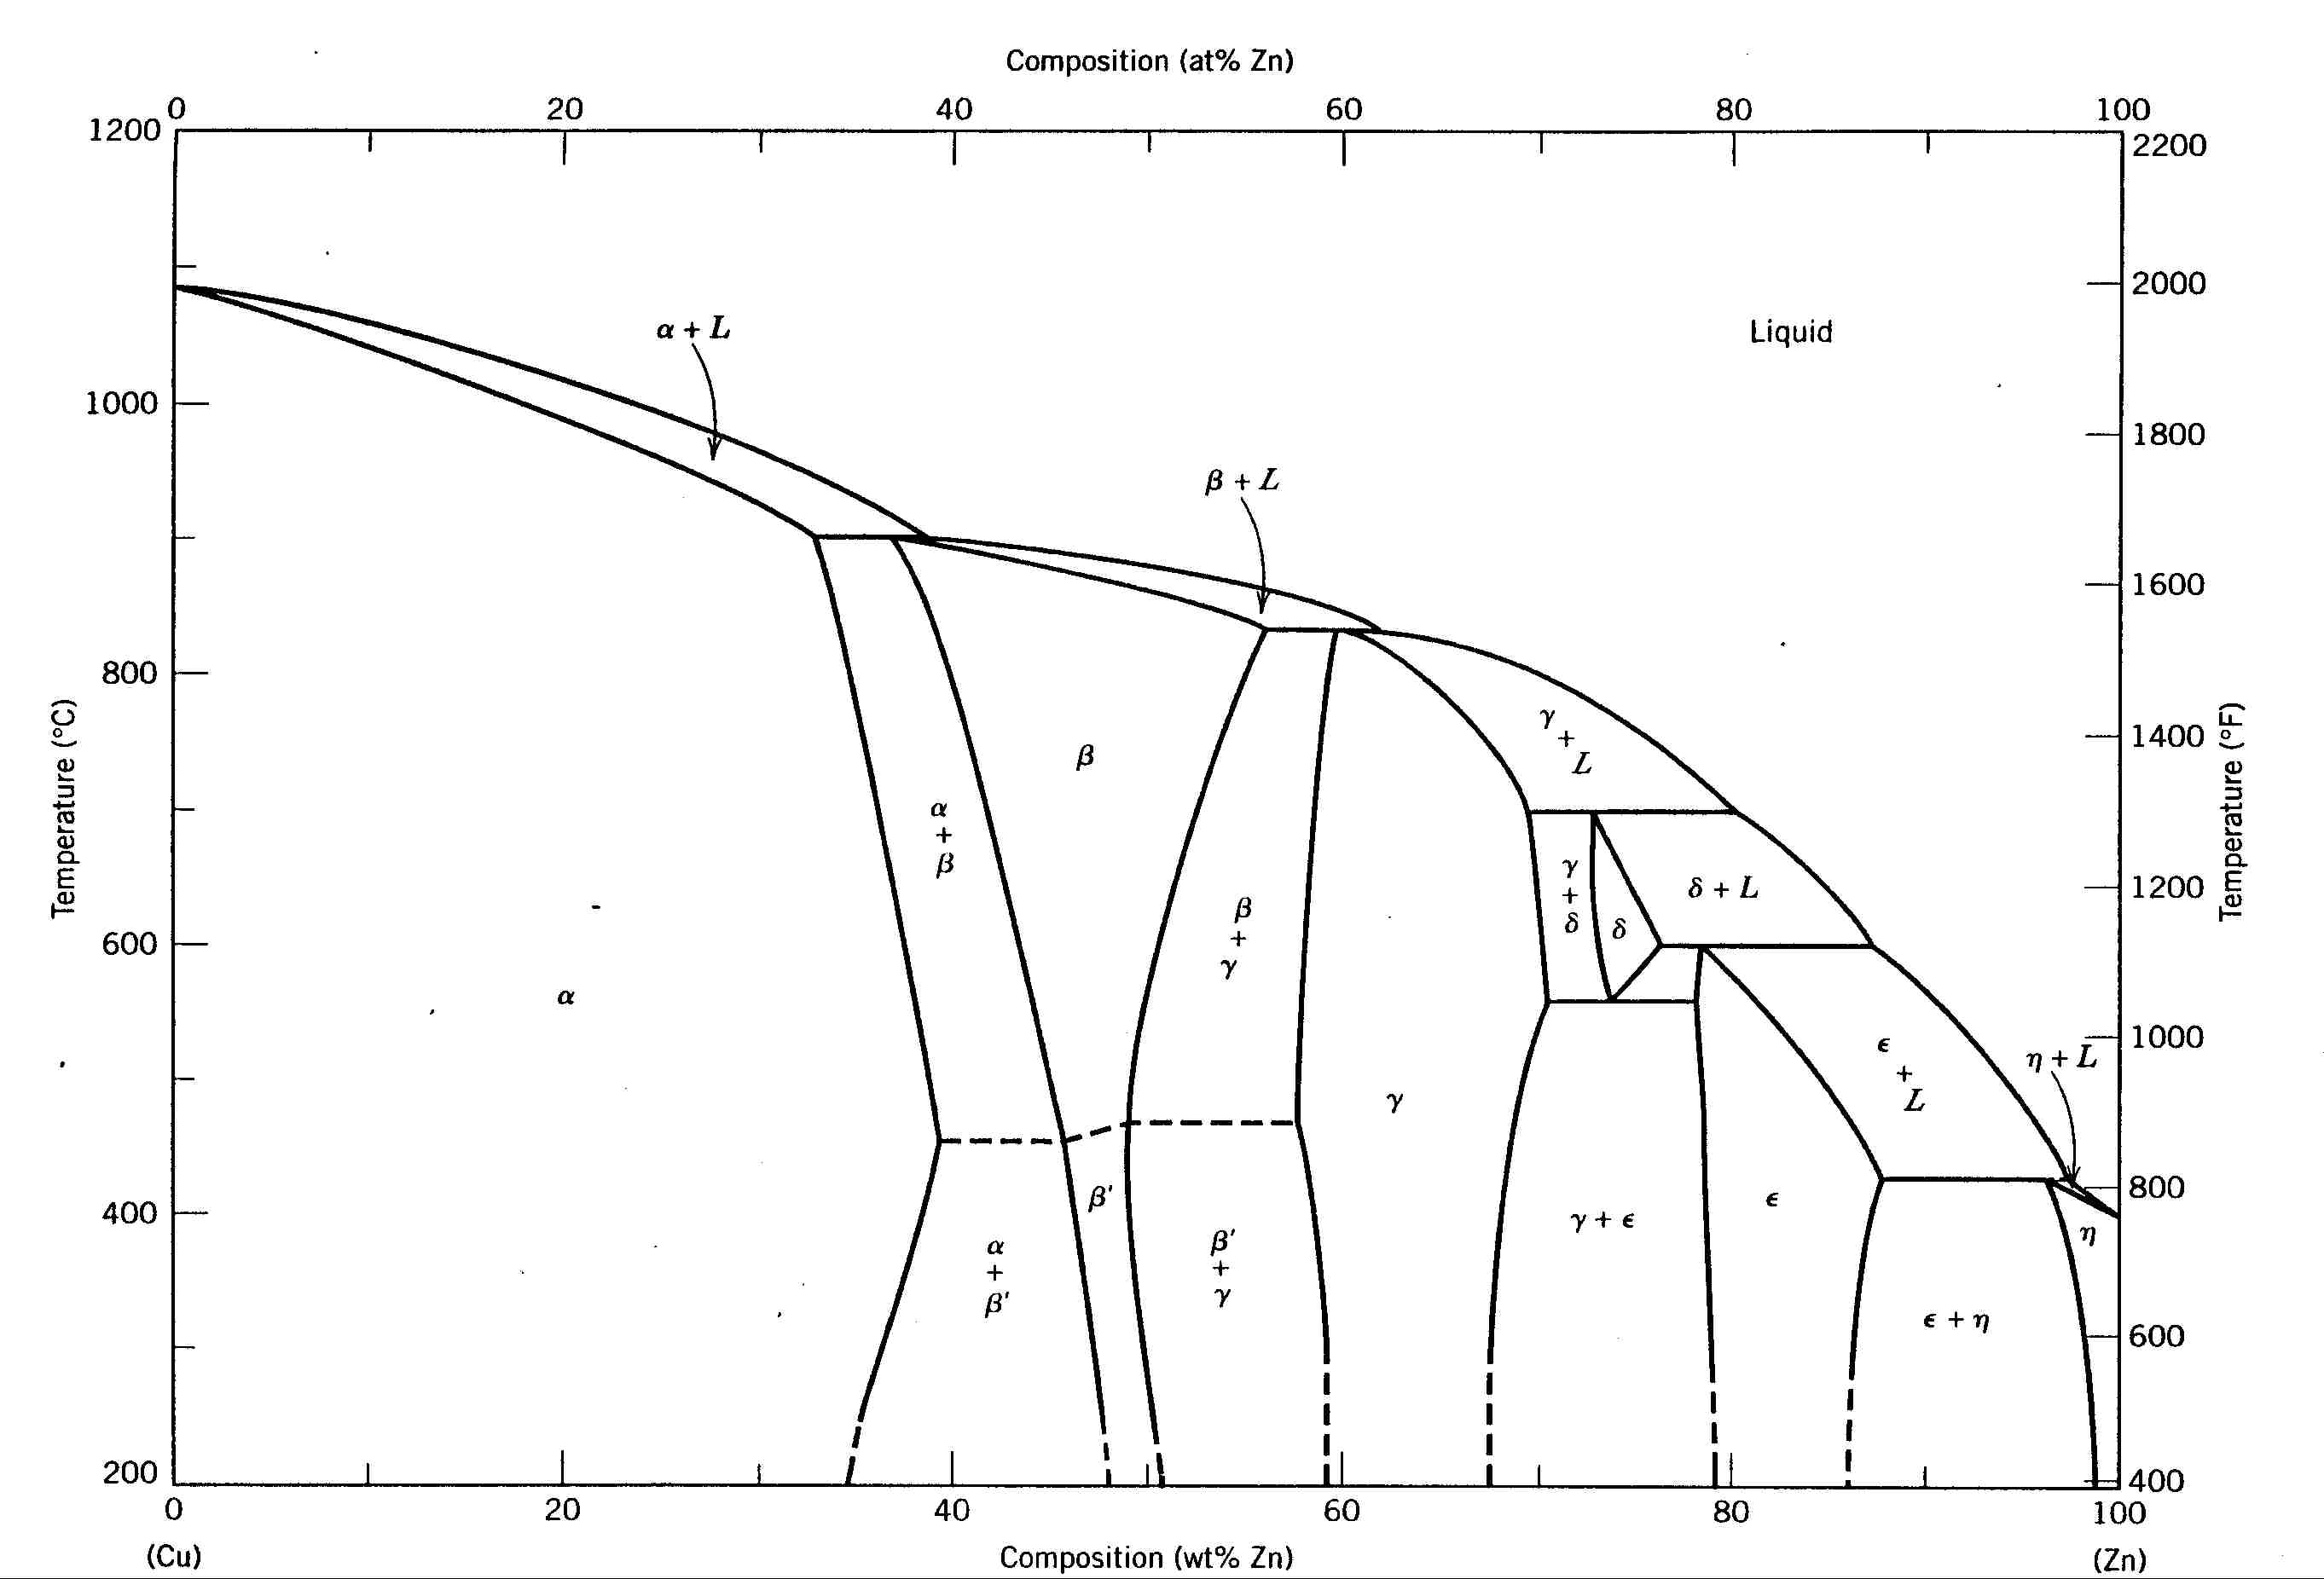 Composition (at% Zn)
0 20 40 60 80 100
1200
2200
2000
α + L
Liquid
1000
1800
β + L
1600
800
γ
+
L
Temperature (°C)
Temperature (°F)
β
1400
α
+
β
γ
+
δ
δ
δ + L
1200
β
+
γ
600
α
1000
ϵ
+
L
η + L
γ
β'
ϵ
800
400
γ + ϵ
η
α
+
β'
β'
+
γ
ϵ + η
600
200
400
0 20 40 60 80 100
(Cu)
Composition (wt% Zn)
(Zn)